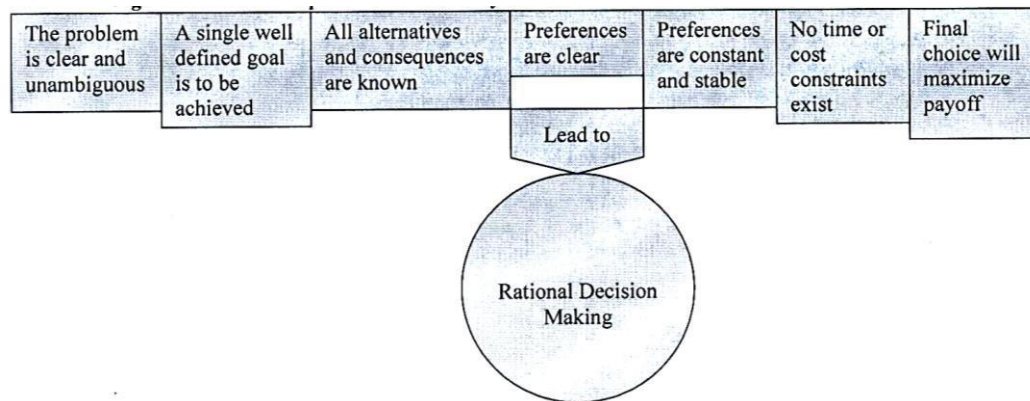 The problem
is clear and
unambiguous
A single well
defined goal
is to be
achieved
All alternatives
and consequences
are known
Preferences
are clear
Preferences
are constant
and stable
No time or
cost
constraints
exist
Final
choice will
maximize
payoff
Lead to
Rational Decision
Making